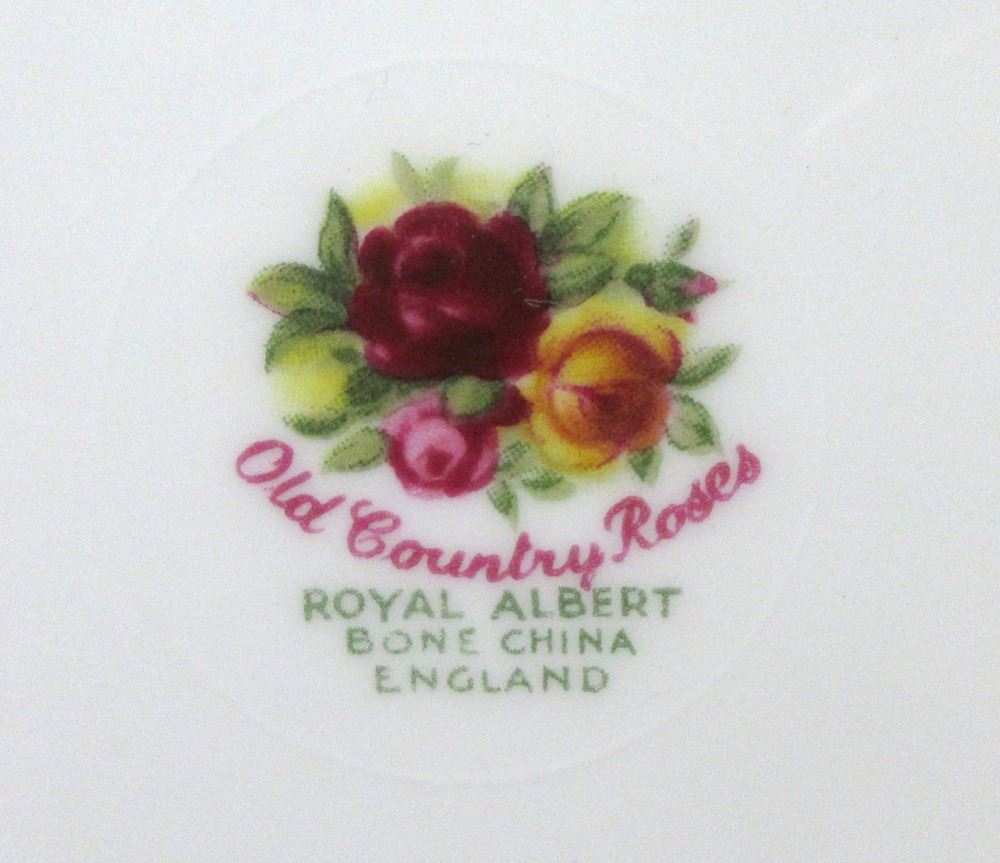 Old Country Roses
ROYAL ALBERT
BONE CHINA
ENGLAND